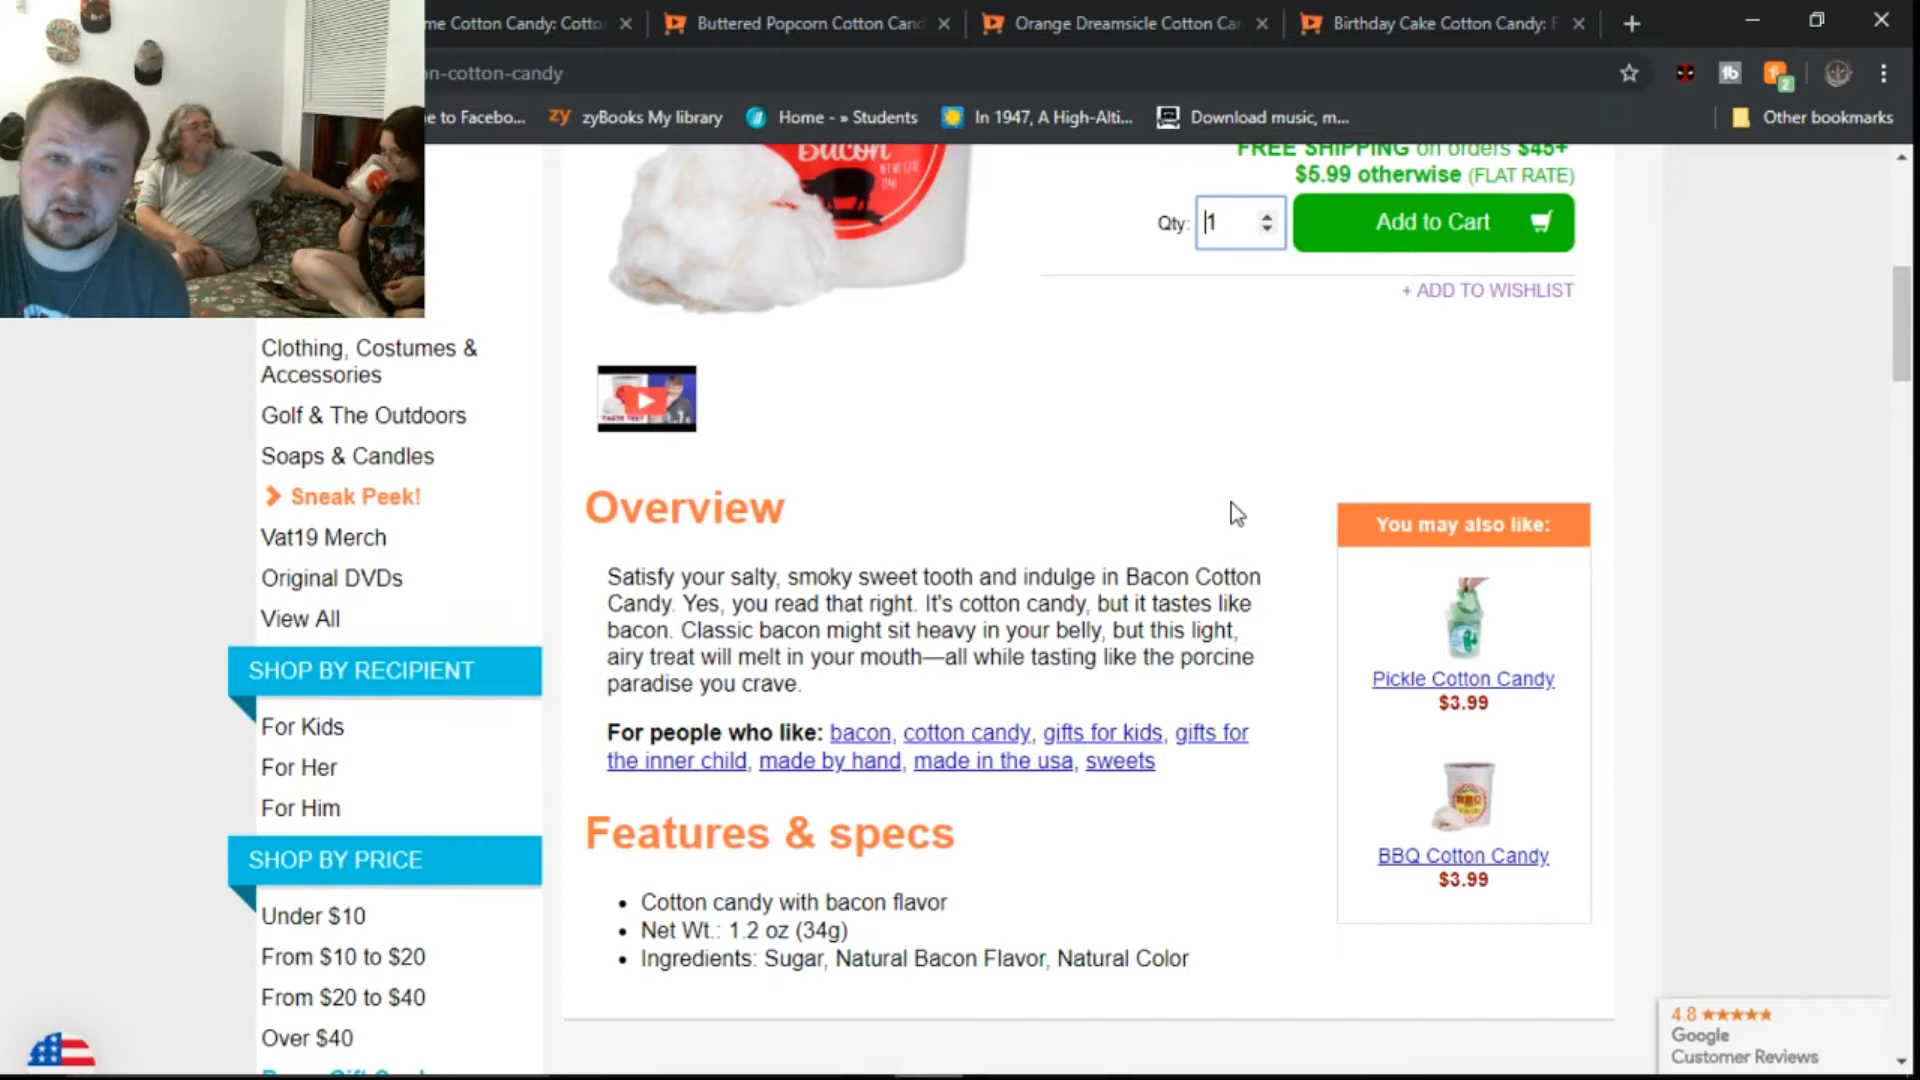 me Cotton Candy: Cotto
Buttered Popcorn Cotton Cand
Orange Dreamsicle Cotton Ca
Birthday Cake Cotton Candy: F
n-cotton-candy
e to Facebo...
zy zyBooks My library
Home - » Students
In 1947, A High-Alti...
Download music, m...
Other bookmarks
Bacon
FREE SHIPPING on orders $45+
$5.99 otherwise (FLAT RATE)
Qty: 1
Add to Cart
+ ADD TO WISHLIST
Clothing, Costumes &
Accessories
Golf & The Outdoors
Soaps & Candles
Sneak Peek!
Vat19 Merch
Original DVDs
View All
SHOP BY RECIPIENT
For Kids
For Her
For Him
SHOP BY PRICE
Under $10
From $10 to $20
From $20 to $40
Over $40
Overview
Satisfy your salty, smoky sweet tooth and indulge in Bacon Cotton
Candy. Yes, you read that right. It's cotton candy, but it tastes like
bacon. Classic bacon might sit heavy in your belly, but this light,
airy treat will melt in your mouth—all while tasting like the porcine
paradise you crave.
For people who like: bacon, cotton candy, gifts for kids, gifts for
the inner child, made by hand, made in the usa, sweets
Features & specs
• Cotton candy with bacon flavor
• Net Wt.: 1.2 oz (34g)
• Ingredients: Sugar, Natural Bacon Flavor, Natural Color
You may also like:
Pickle Cotton Candy
$3.99
BBQ
BBQ Cotton Candy
$3.99
4.8 ★★★★★
Google
Customer Reviews